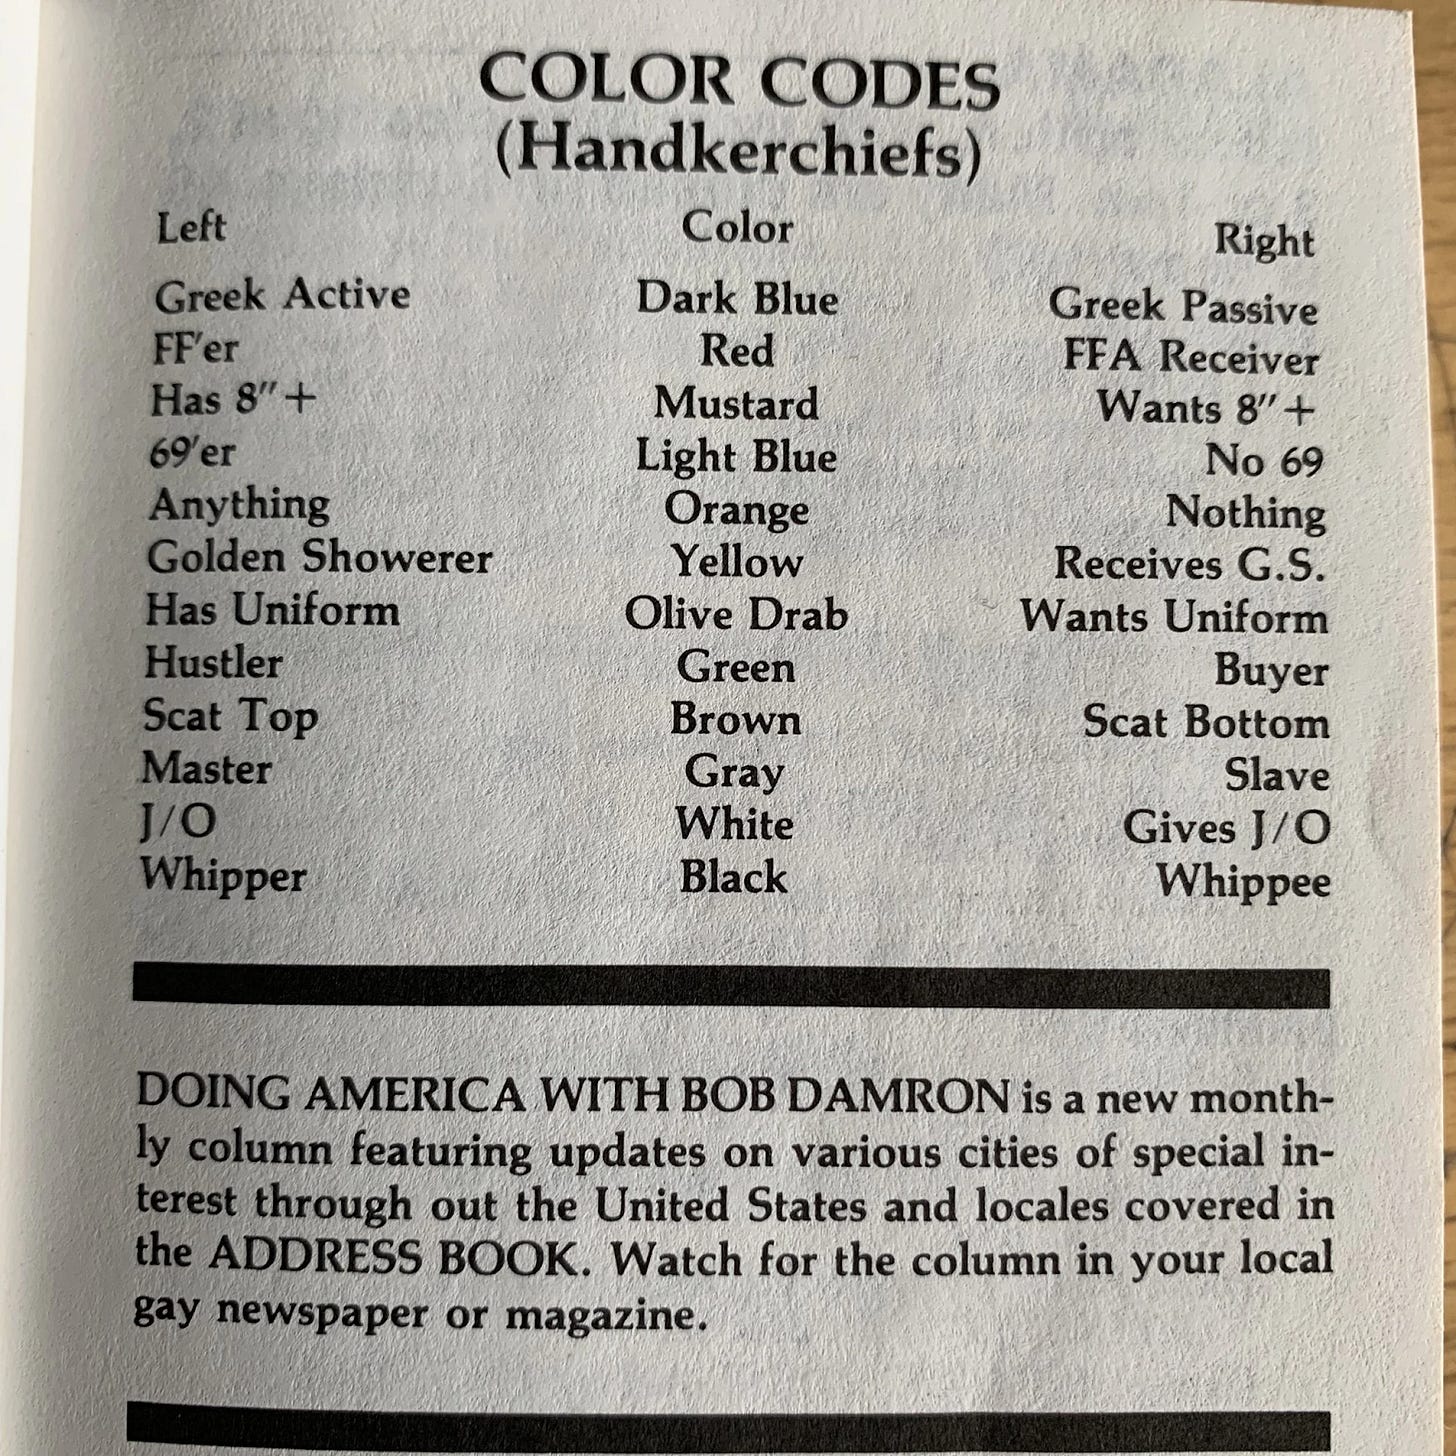 COLOR CODES
(Handkerchiefs)
Left Color Right
Greek Active Dark Blue Greek Passive
FF'er Red FFA Receiver
Has 8"+ Mustard Wants 8"+
69'er Light Blue No 69
Anything Orange Nothing
Golden Showerer Yellow Receives G.S.
Has Uniform Olive Drab Wants Uniform
Hustler Green Buyer
Scat Top Brown Scat Bottom
Master Gray Slave
J/O White Gives J/O
Whipper Black Whippee
DOING AMERICA WITH BOB DAMRON is a new month-
ly column featuring updates on various cities of special in-
terest through out the United States and locales covered in
the ADDRESS BOOK. Watch for the column in your local
gay newspaper or magazine.